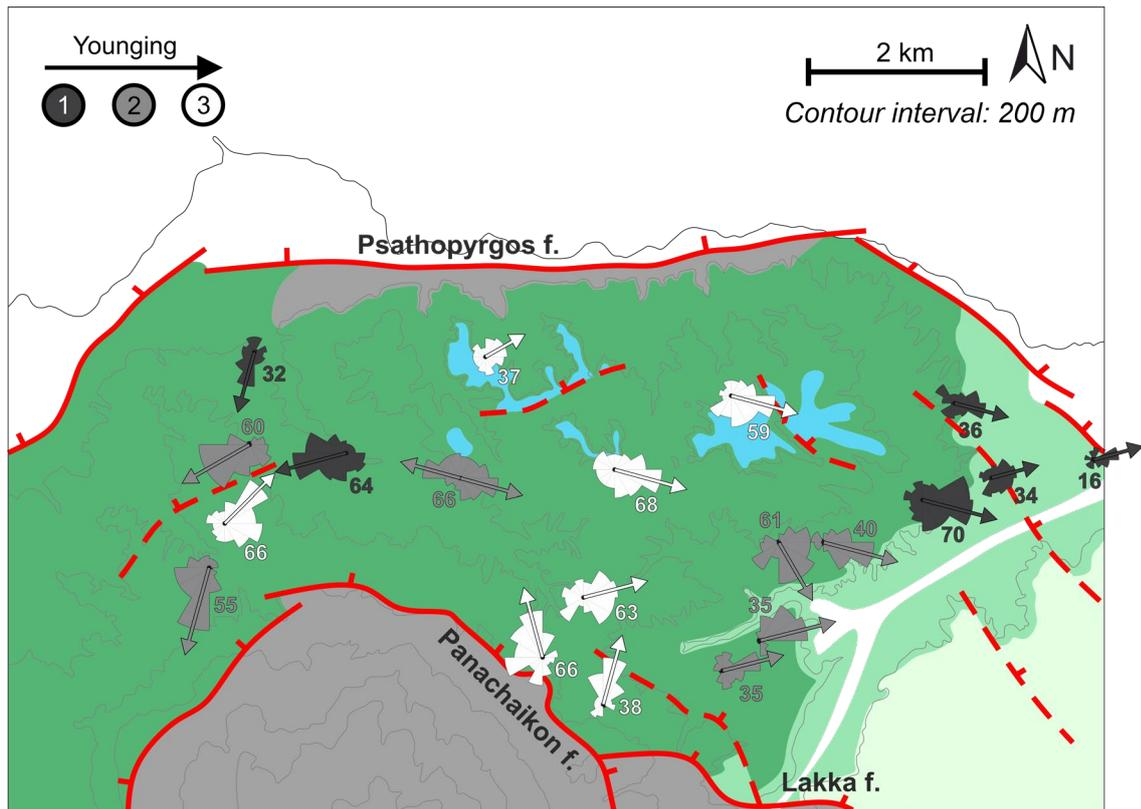 Younging
1 2 3
2 km
N
Contour interval: 200 m
Psathopyrgos f.
37
32
59
36
60
64
66
68
16
34
70
66
61
40
55
35
63
66
38
35
Panachaikon f.
Lakka f.